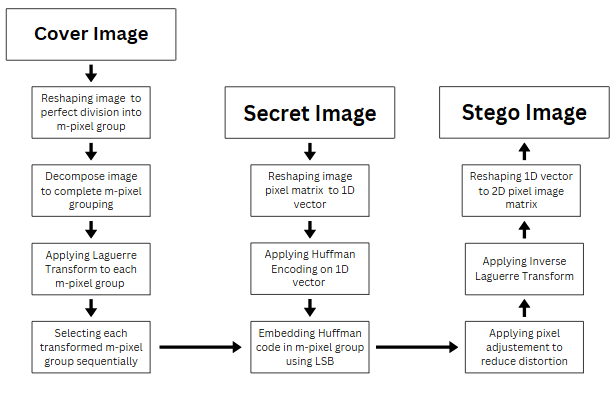 Cover Image
Reshaping image to
perfect division into
m-pixel group
Decompose image
to complete m-pixel
grouping
Applying Laguerre
Transform to each
m-pixel group
Selecting each
transformed m-pixel
group sequentially
Secret Image
Reshaping image
pixel matrix to 1D
vector
Applying Huffman
Encoding on 1D
vector
Embedding Huffman
code in m-pixel group
using LSB
Stego Image
Reshaping 1D vector
to 2D pixel image
matrix
Applying Inverse
Laguerre Transform
Applying pixel
adjustement to
reduce distortion